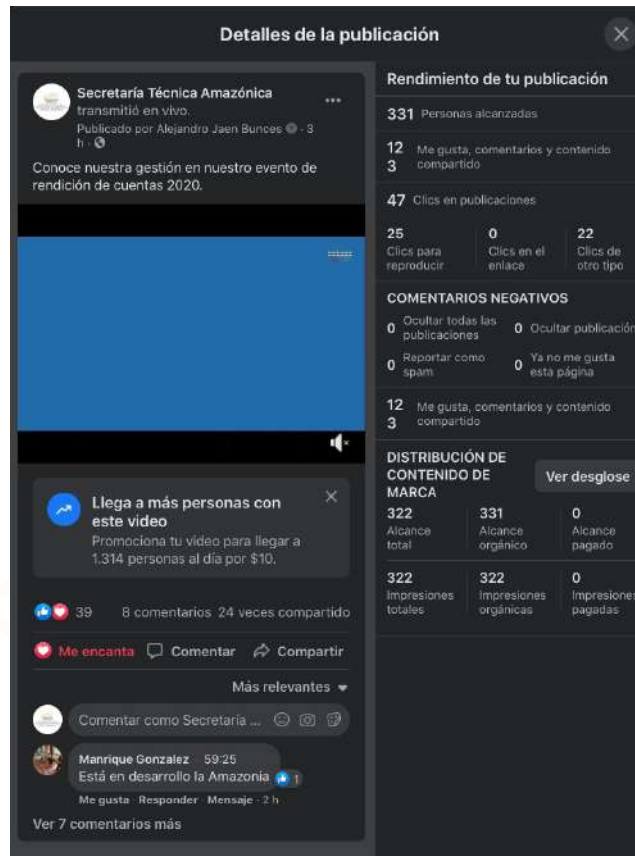 Detalles de la publicación
Secretaría Técnica Amazónica
transmitió en vivo.
Publicado por Alejandro Jaen Bunces · 3
h ·
Conoce nuestra gestión en nuestro evento de
rendición de cuentas 2020.
Llega a más personas con
este video
Promociona tu video para llegar a
1.314 personas al día por $10.
39 8 comentarios 24 veces compartido
Me encanta Comentar Compartir
Más relevantes
Comentar como Secretaría ...
Manrique Gonzalez · 59:25
Está en desarrollo la Amazonia 1
Me gusta · Responder · Mensaje · 2 h
Ver 7 comentarios más
Rendimiento de tu publicación
331 Personas alcanzadas
12 Me gusta, comentarios y contenido
3 compartido
47 Clics en publicaciones
25 0 22
Clics para Clics en el Clics de
reproducir enlace otro tipo
COMENTARIOS NEGATIVOS
0 Ocultar todas las publicaciones 0 Ocultar publicación
0 Reportar como spam 0 Ya no me gusta esta página
12 Me gusta, comentarios y contenido
3 compartido
DISTRIBUCIÓN DE
CONTENIDO DE
MARCA
Ver desglose
322 331 0
Alcance Alcance Alcance
total orgánico pagado
322 322 0
Impresiones Impresiones Impresiones
totales orgánicas pagadas